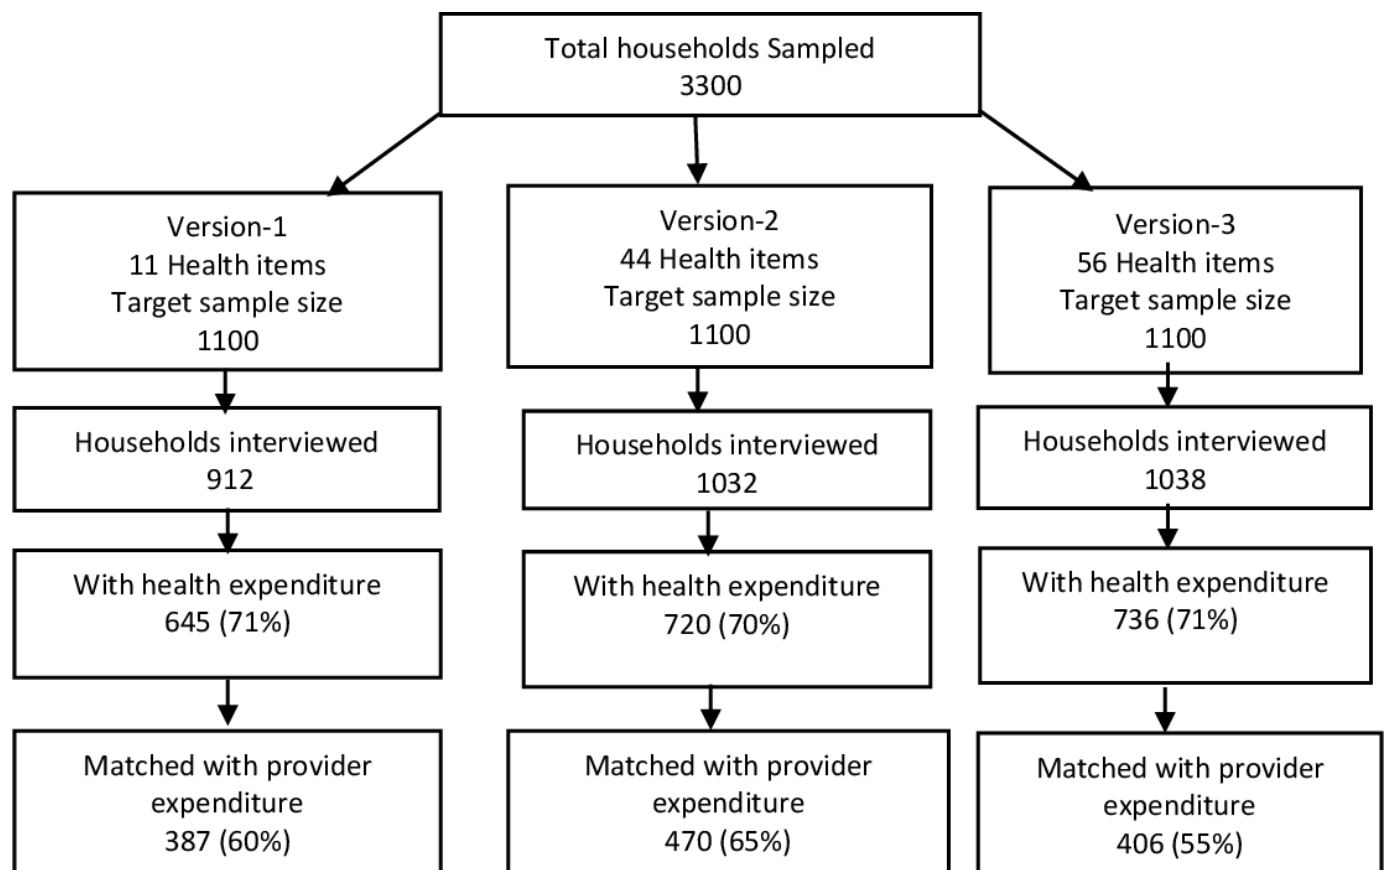 Total households Sampled
3300
Version-1
11 Health items
Target sample size
1100
Version-2
44 Health items
Target sample size
1100
Version-3
56 Health items
Target sample size
1100
Households interviewed
912
Households interviewed
1032
Households interviewed
1038
With health expenditure
645 (71%)
With health expenditure
720 (70%)
With health expenditure
736 (71%)
Matched with provider
expenditure
387 (60%)
Matched with provider
expenditure
470 (65%)
Matched with provider
expenditure
406 (55%)